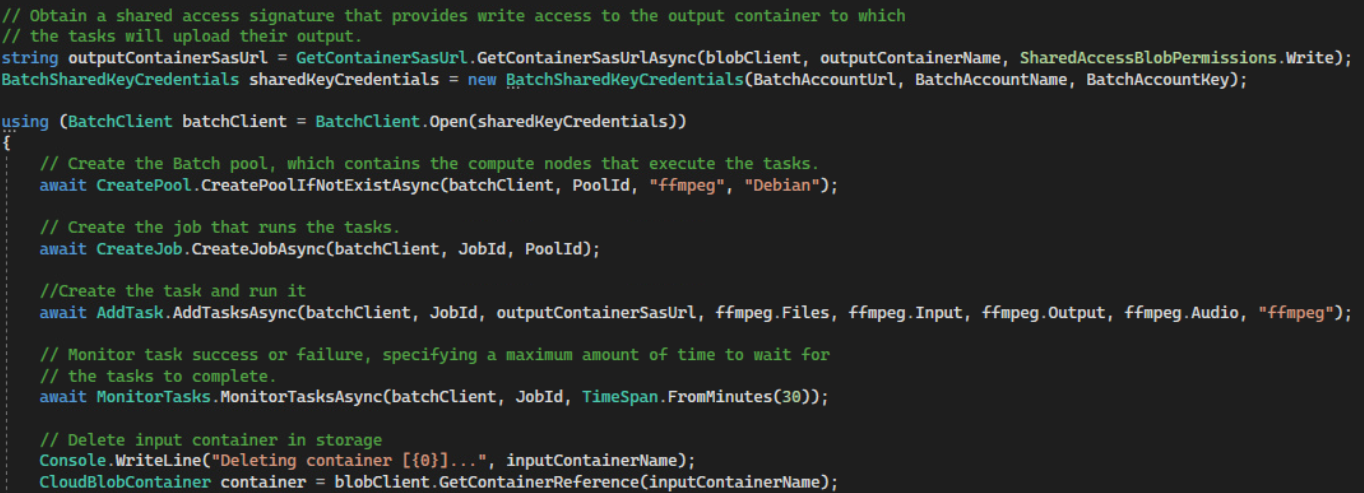 // Obtain a shared access signature that provides write access to the output container to which
// the tasks will upload their output.
string outputContainerSasUrl = GetContainerSasUrl.GetContainerSasUrlAsync(blobClient, outputContainerName, SharedAccessBlobPermissions.Write);
BatchSharedKeyCredentials sharedKeyCredentials = new BatchSharedKeyCredentials(BatchAccountUrl, BatchAccountName, BatchAccountKey);
using (BatchClient batchClient = BatchClient.Open(sharedKeyCredentials))
{
// Create the Batch pool, which contains the compute nodes that execute the tasks.
await CreatePool.CreatePoolIfNotExistAsync(batchClient, PoolId, "ffmpeg", "Debian");
// Create the job that runs the tasks.
await CreateJob.CreateJobAsync(batchClient, JobId, PoolId);
//Create the task and run it
await AddTask.AddTasksAsync(batchClient, JobId, outputContainerSasUrl, ffmpeg.Files, ffmpeg.Input, ffmpeg.Output, ffmpeg.Audio, "ffmpeg");
// Monitor task success or failure, specifying a maximum amount of time to wait for
// the tasks to complete.
await MonitorTasks.MonitorTasksAsync(batchClient, JobId, TimeSpan.FromMinutes(30));
// Delete input container in storage
Console.WriteLine("Deleting container [{0}]...", inputContainerName);
CloudBlobContainer container = blobClient.GetContainerReference(inputContainerName);